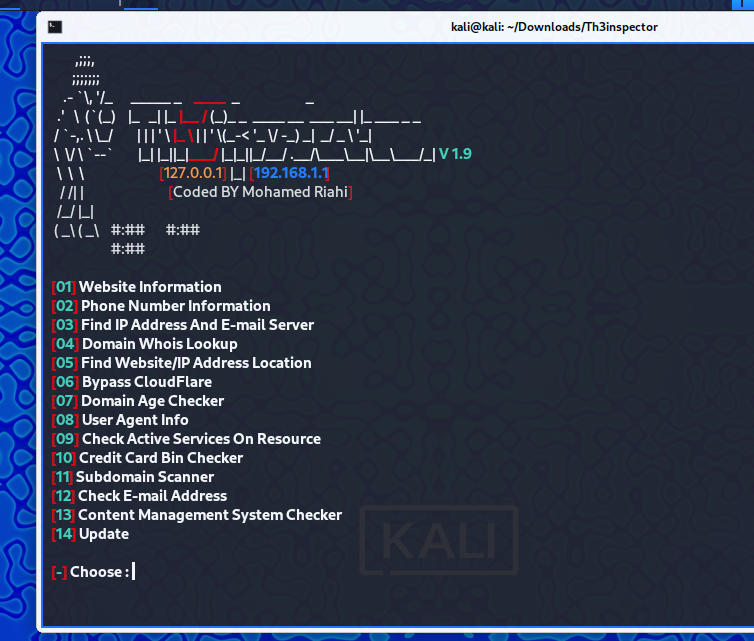 kali@kali: ~/Downloads/Th3inspector
V 1.9
[127.0.0.1] |_| [192.168.1.1]
[Coded BY Mohamed Riahi]
#:## #:##
#:##
[01] Website Information
[02] Phone Number Information
[03] Find IP Address And E-mail Server
[04] Domain Whois Lookup
[05] Find Website/IP Address Location
[06] Bypass CloudFlare
[07] Domain Age Checker
[08] User Agent Info
[09] Check Active Services On Resource
[10] Credit Card Bin Checker
[11] Subdomain Scanner
[12] Check E-mail Address
[13] Content Management System Checker
[14] Update
[-] Choose :
KALI